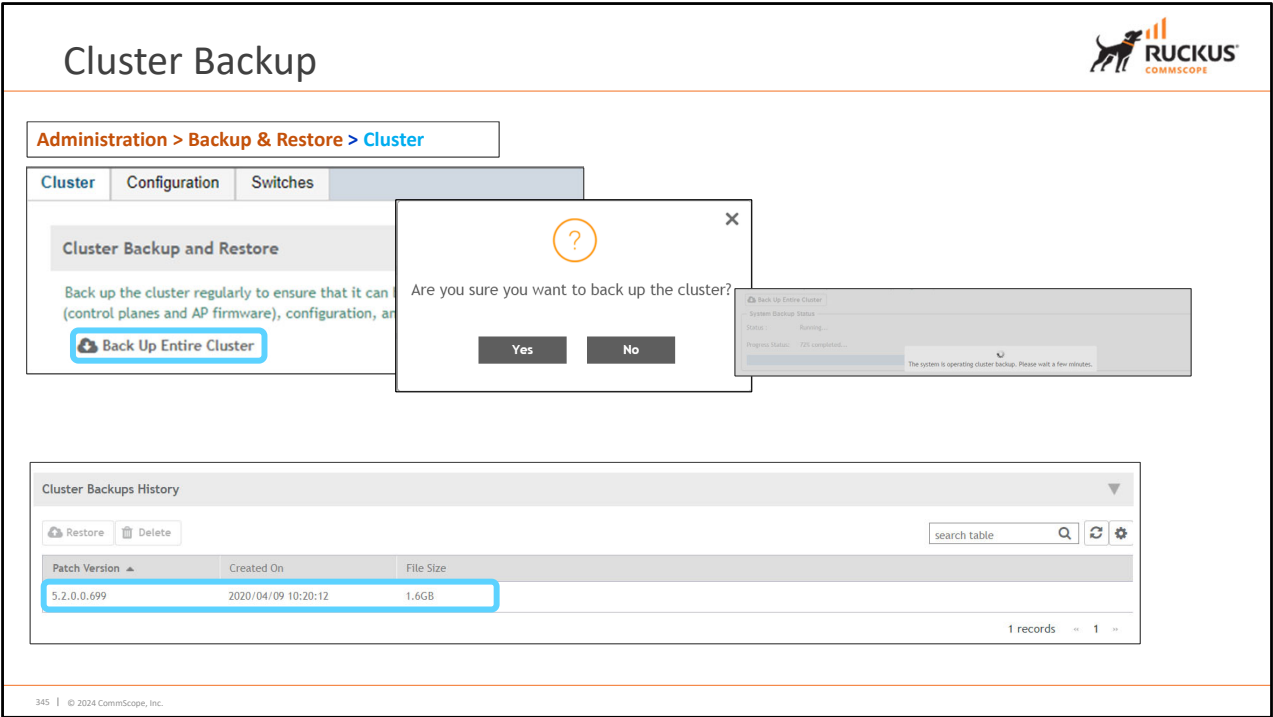 Cluster Backup
RUCKUS
COMMSCOPE
Administration > Backup & Restore > Cluster
Cluster Configuration Switches
Cluster Backup and Restore
Back up the cluster regularly to ensure that it can
(control planes and AP firmware), configuration, an
Back Up Entire Cluster
Are you sure you want to back up the cluster?
Yes No
Back Up Entire Cluster
System Backup Status
Status: Running...
Progress Status: completed...
The system is operating cluster backup. Please wait a few minutes.
Cluster Backups History
Restore Delete
search table
Patch Version Created On File Size
5.2.0.0.699 2020/04/09 10:20:12 1.6GB
1 records « 1 »
345 | © 2024 CommScope, Inc.